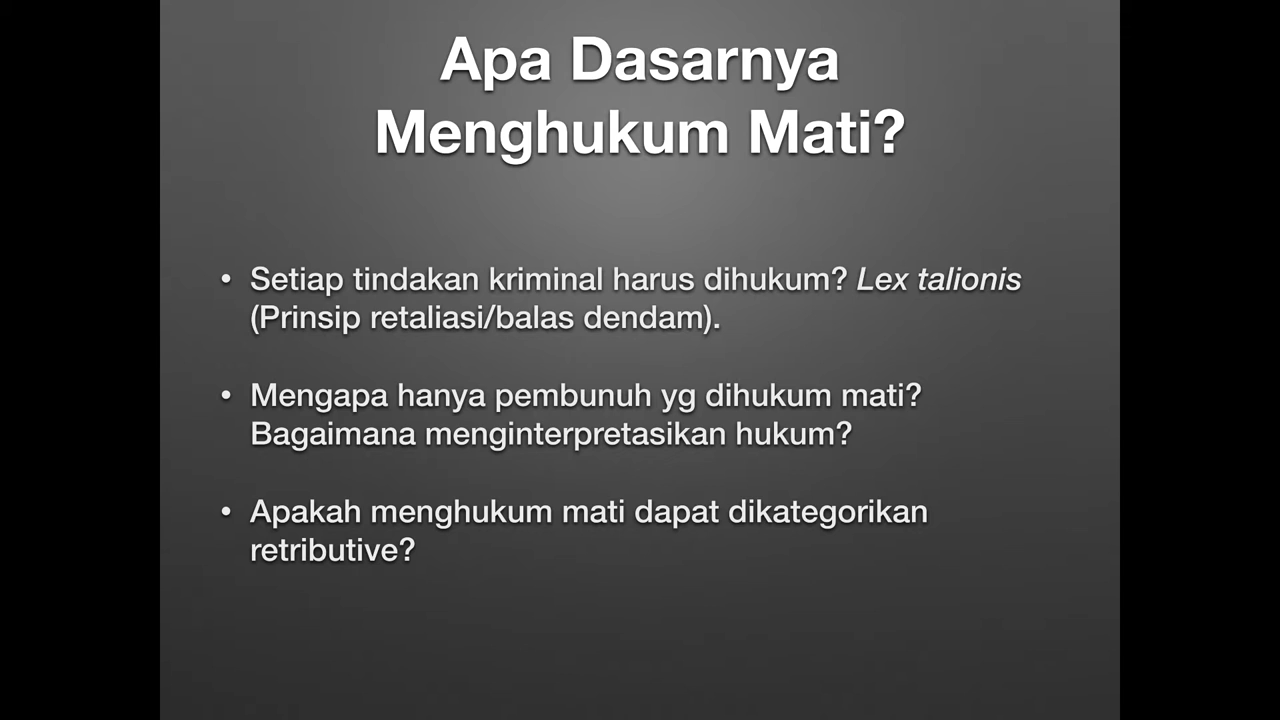 Apa Dasarnya
Menghukum Mati?
• Setiap tindakan kriminal harus dihukum? Lex talionis
(Prinsip retaliasi/balas dendam).
• Mengapa hanya pembunuh yg dihukum mati?
Bagaimana menginterpretasikan hukum?
• Apakah menghukum mati dapat dikategorikan
retributive?